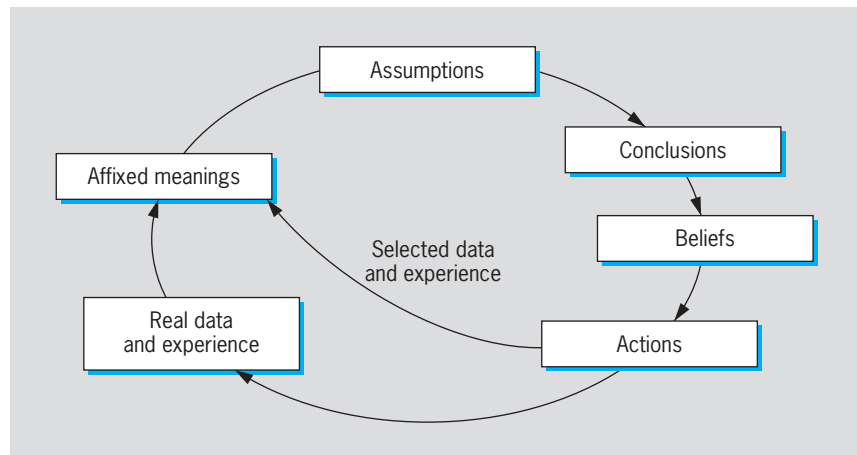 Assumptions
Conclusions
Affixed meanings
Beliefs
Selected data
and experience
Real data
and experience
Actions